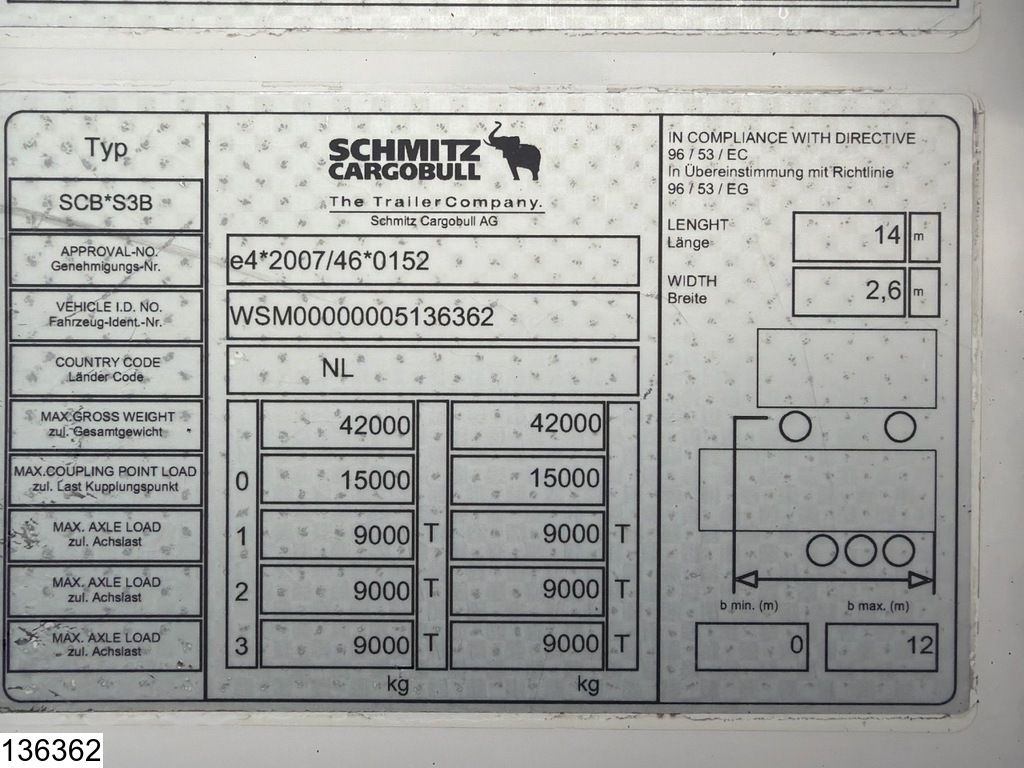 Typ
SCB*S3B
APPROVAL-NO.
Genehmigungs-Nr.
VEHICLE I.D. NO.
Fahrzeug-Ident.-Nr.
COUNTRY CODE
Länder Code
MAX.GROSS WEIGHT
zul. Gesamtgewicht
MAX.COUPLING POINT LOAD
zul. Last Kupplungspunkt
MAX. AXLE LOAD
zul. Achslast
MAX. AXLE LOAD
zul. Achslast
MAX. AXLE LOAD
zul. Achslast
SCHMITZ
CARGOBULL
The TrailerCompany.
Schmitz Cargobull AG
e4*2007/46*0152
WSM00000005136362
NL
42000 42000
0 15000 15000
1 9000 T 9000 T
2 9000 T 9000 T
3 9000 T 9000 T
kg kg
IN COMPLIANCE WITH DIRECTIVE
96 / 53 / EC
In Übereinstimmung mit Richtlinie
96 / 53 / EG
LENGHT
Länge
14 m
WIDTH
Breite
2,6 m
b min. (m) b max. (m)
0 12
136362